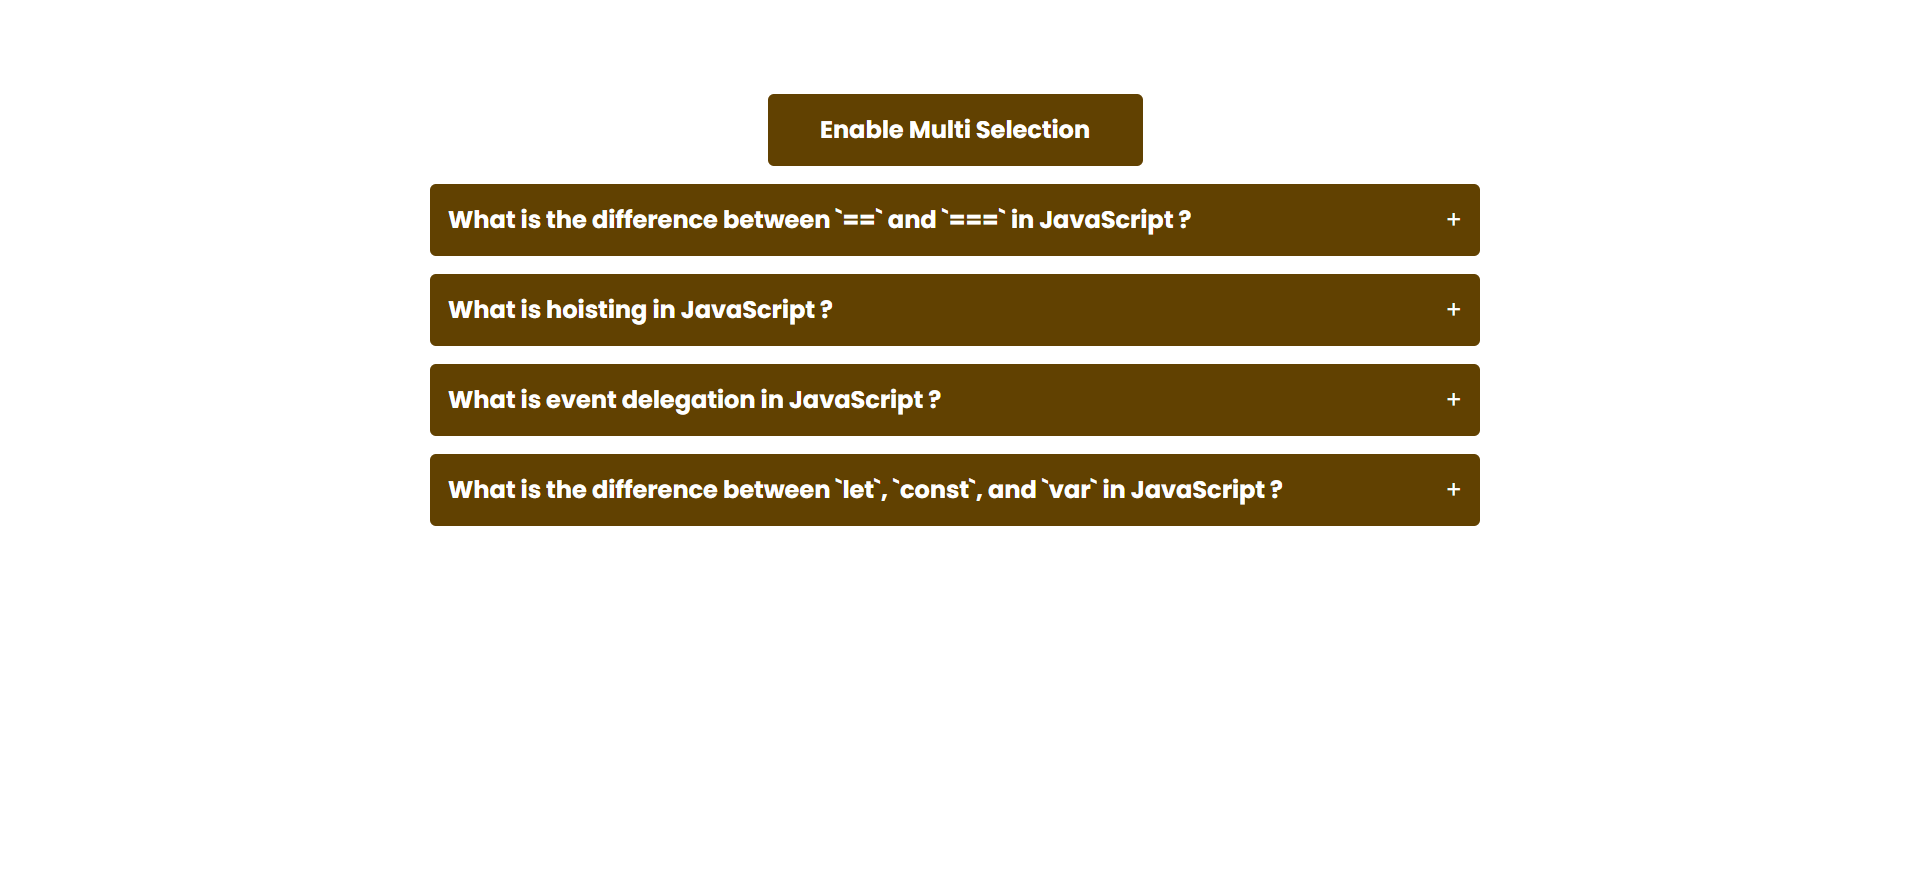 Enable Multi Selection
What is the difference between `==` and `===` in JavaScript ? +
What is hoisting in JavaScript ? +
What is event delegation in JavaScript ? +
What is the difference between `let`, `const`, and `var` in JavaScript ? +